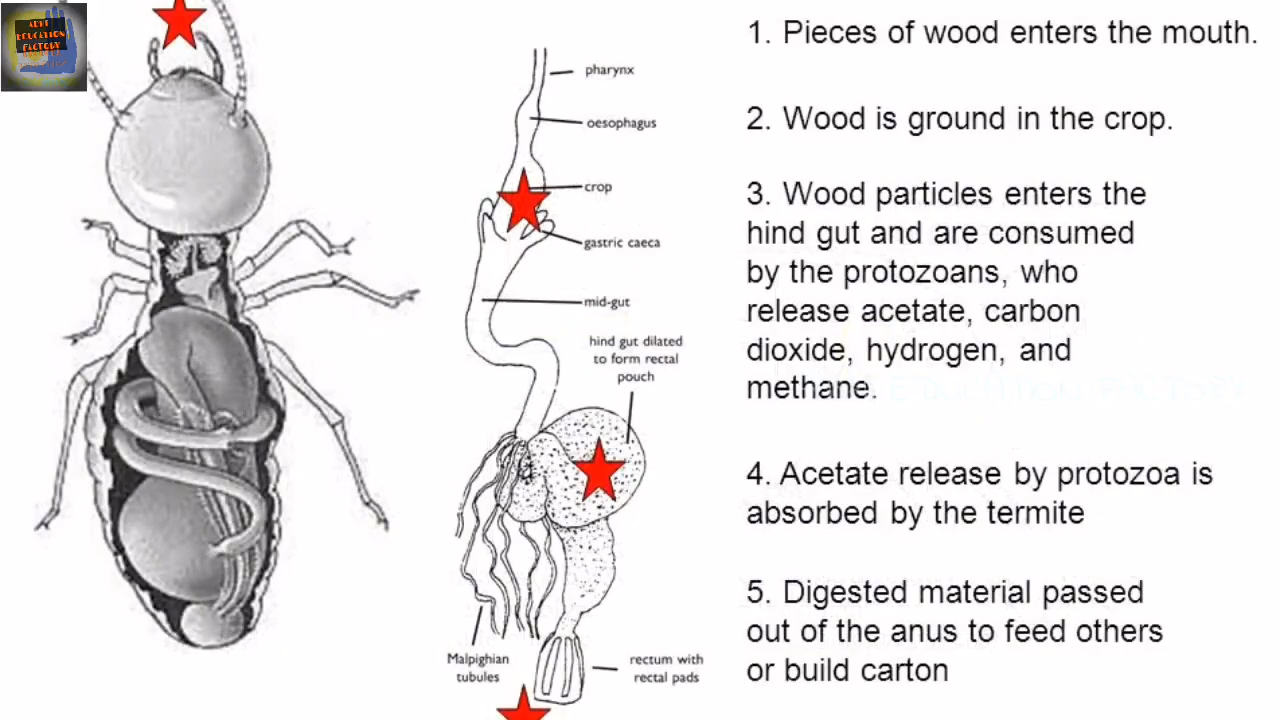 ADHT
EDUCATION
FACTORY
pharynx
oesophagus
crop
gastric caeca
mid-gut
hind gut dilated
to form rectal
pouch
Malpighian
tubules
rectum with
rectal pads
1. Pieces of wood enters the mouth.
2. Wood is ground in the crop.
3. Wood particles enters the
hind gut and are consumed
by the protozoans, who
release acetate, carbon
dioxide, hydrogen, and
methane.
4. Acetate release by protozoa is
absorbed by the termite
5. Digested material passed
out of the anus to feed others
or build carton